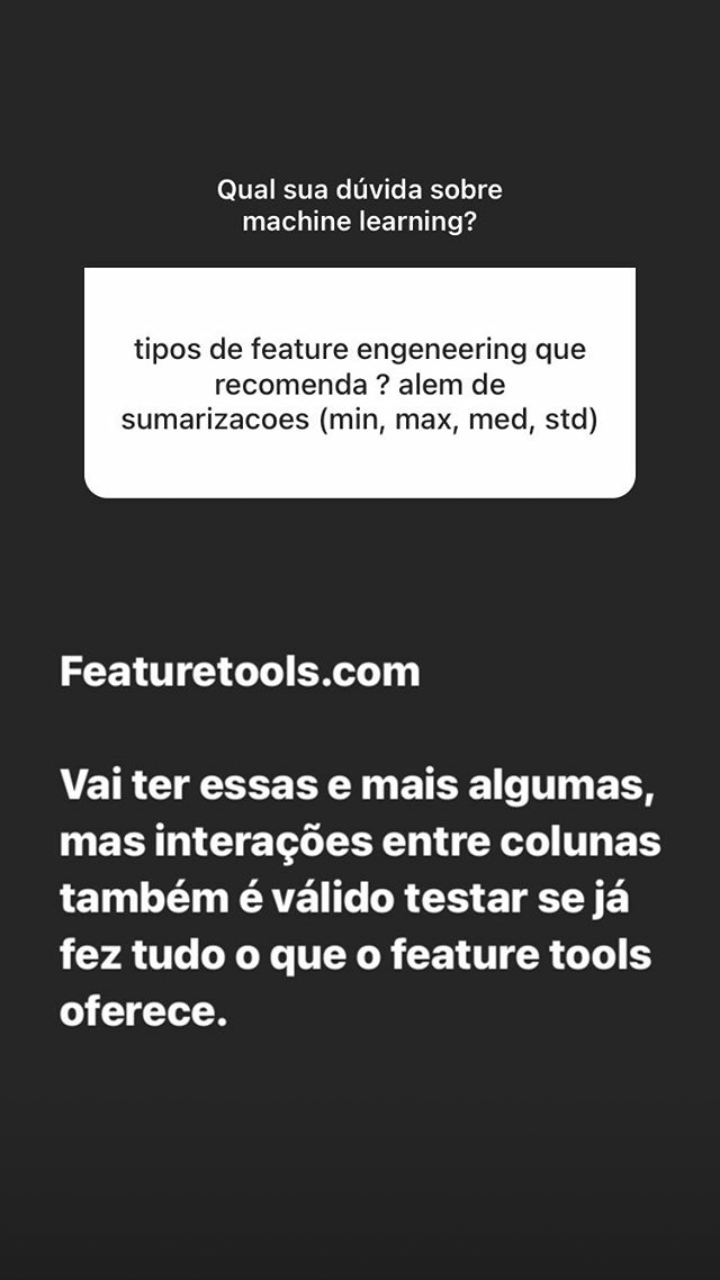 Qual sua dúvida sobre
machine learning?
tipos de feature engeneering que
recomenda ? alem de
sumarizacoes (min, max, med, std)
Featuretools.com
Vai ter essas e mais algumas,
mas interações entre colunas
também é válido testar se já
fez tudo o que o feature tools
oferece.